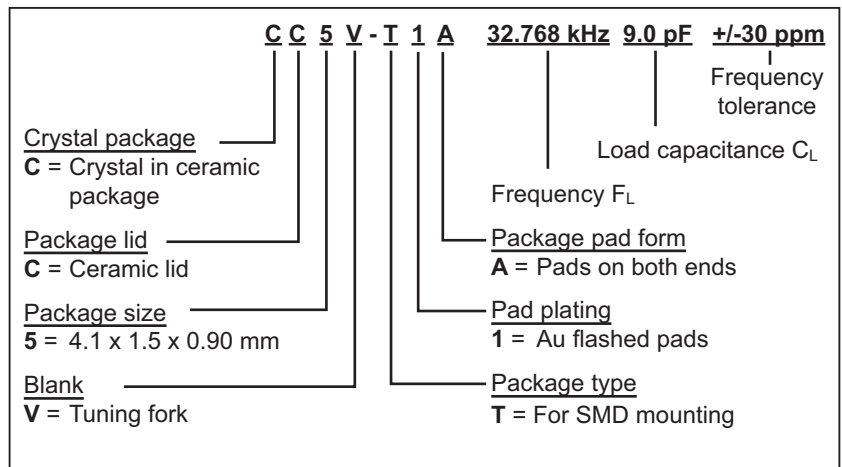 C C 5 V - T 1 A 32.768 kHz 9.0 pF +/-30 ppm
Frequency
tolerance
Load capacitance CL
Frequency FL
Crystal package
C = Crystal in ceramic
package
Package lid
C = Ceramic lid
Package size
5 = 4.1 x 1.5 x 0.90 mm
Blank
V = Tuning fork
Package pad form
A = Pads on both ends
Pad plating
1 = Au flashed pads
Package type
T = For SMD mounting